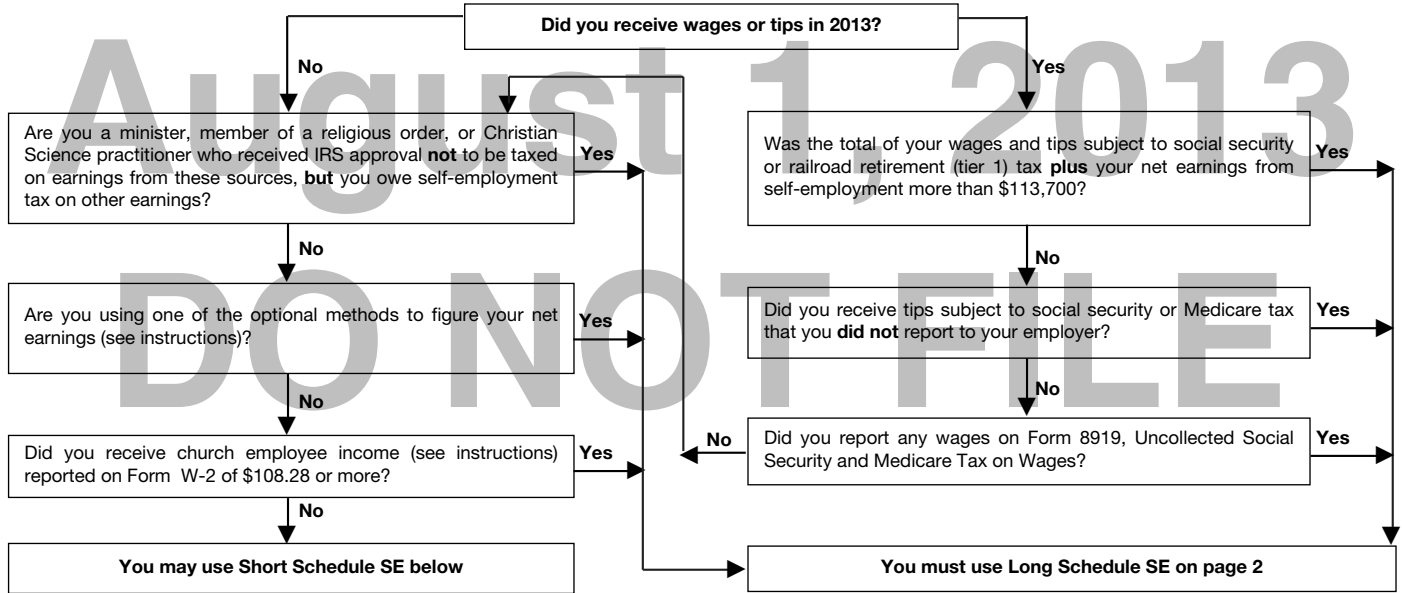 Did you receive wages or tips in 2013?
No
Yes
Are you a minister, member of a religious order, or Christian
Science practitioner who received IRS approval not to be taxed
on earnings from these sources, but you owe self-employment
tax on other earnings?
Yes
Was the total of your wages and tips subject to social security
or railroad retirement (tier 1) tax plus your net earnings from
self-employment more than $113,700?
Yes
No
No
Are you using one of the optional methods to figure your net
earnings (see instructions)?
Yes
Did you receive tips subject to social security or Medicare tax
that you did not report to your employer?
Yes
No
No
Did you receive church employee income (see instructions)
reported on Form W-2 of $108.28 or more?
Yes
No
Did you report any wages on Form 8919, Uncollected Social
Security and Medicare Tax on Wages?
Yes
No
You may use Short Schedule SE below
You must use Long Schedule SE on page 2
August 1, 2013
DO NOT FILE